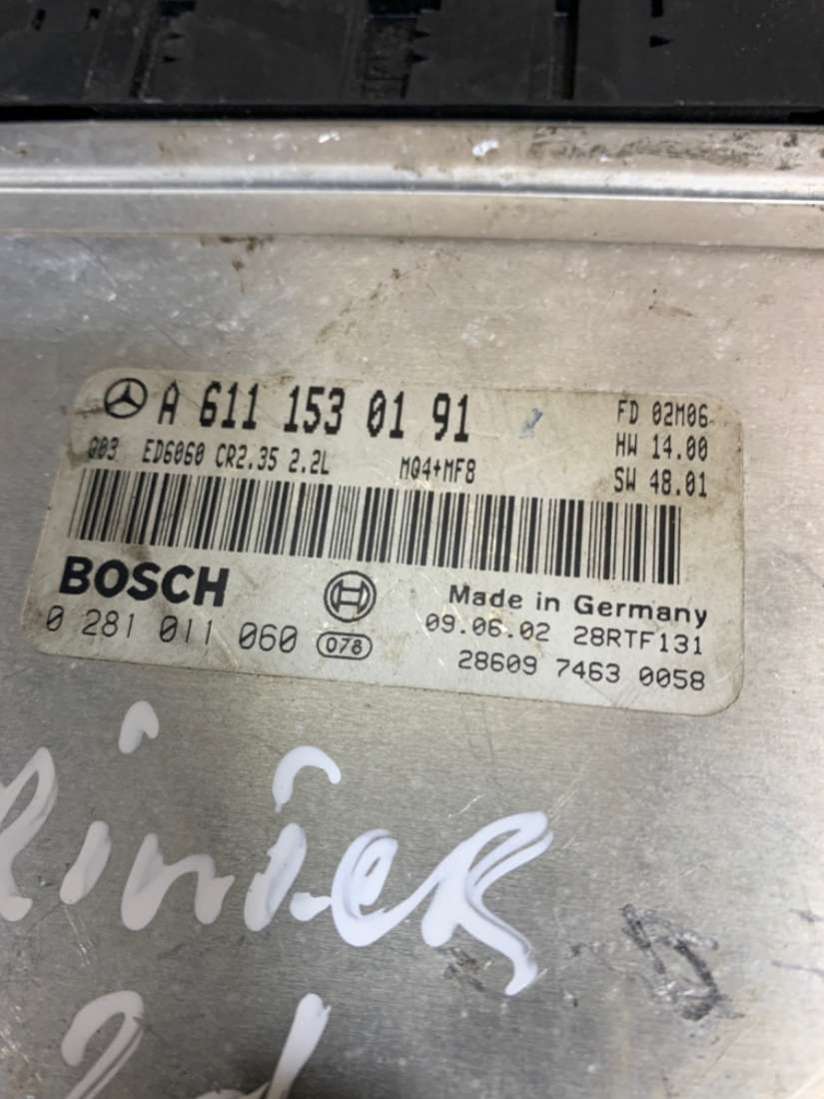 A 611 153 01 91
FD 02M06
Q03 ED6060 CR2.35 2.2L MQ4+MF8
HW 14.00
SW 48.01
BOSCH
Made in Germany
0 281 011 060 078
09.06.02 28RTF131
28609 7463 0058